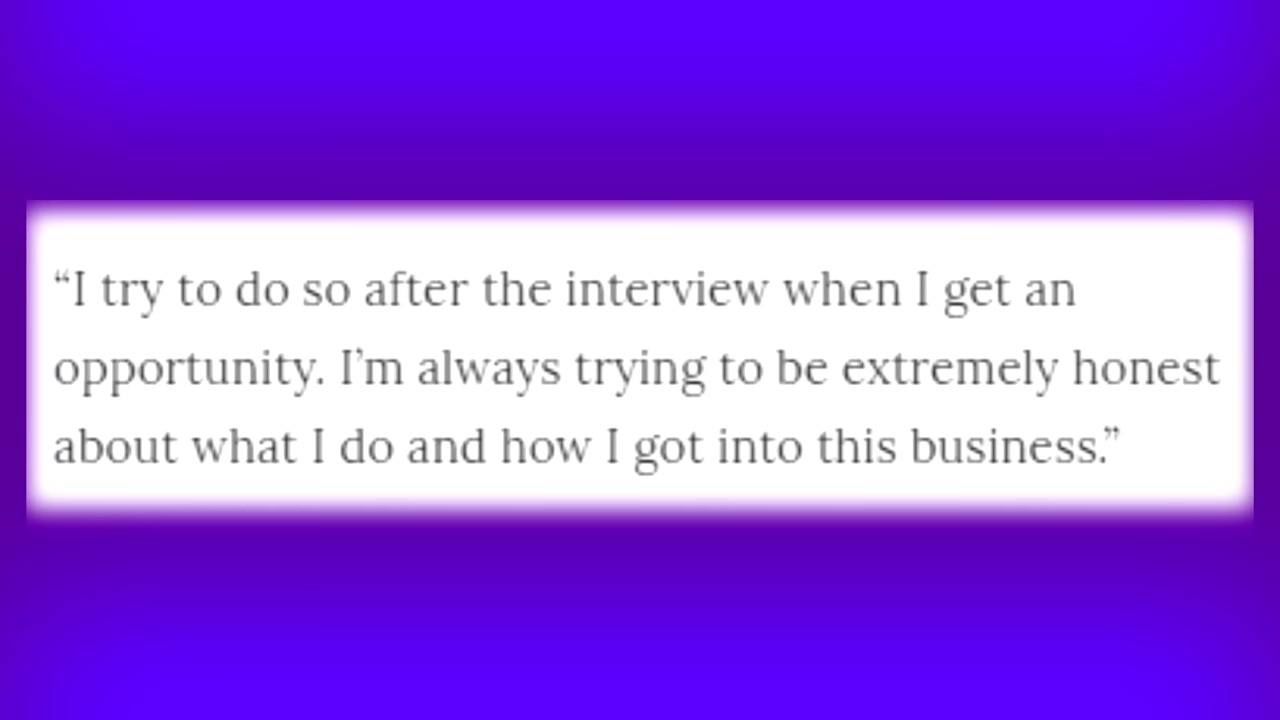 “I try to do so after the interview when I get an
opportunity. I’m always trying to be extremely honest
about what I do and how I got into this business.”